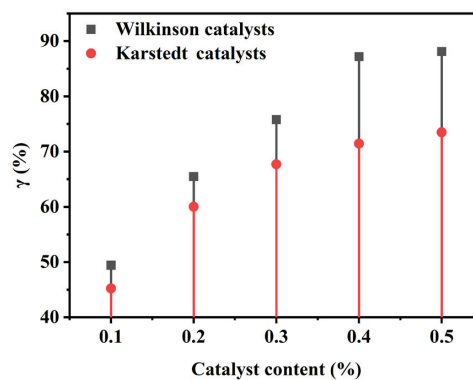 Wilkinson catalysts
Karstedt catalysts
γ (%)
90
80
70
60
50
40
0.1 0.2 0.3 0.4 0.5
Catalyst content (%)